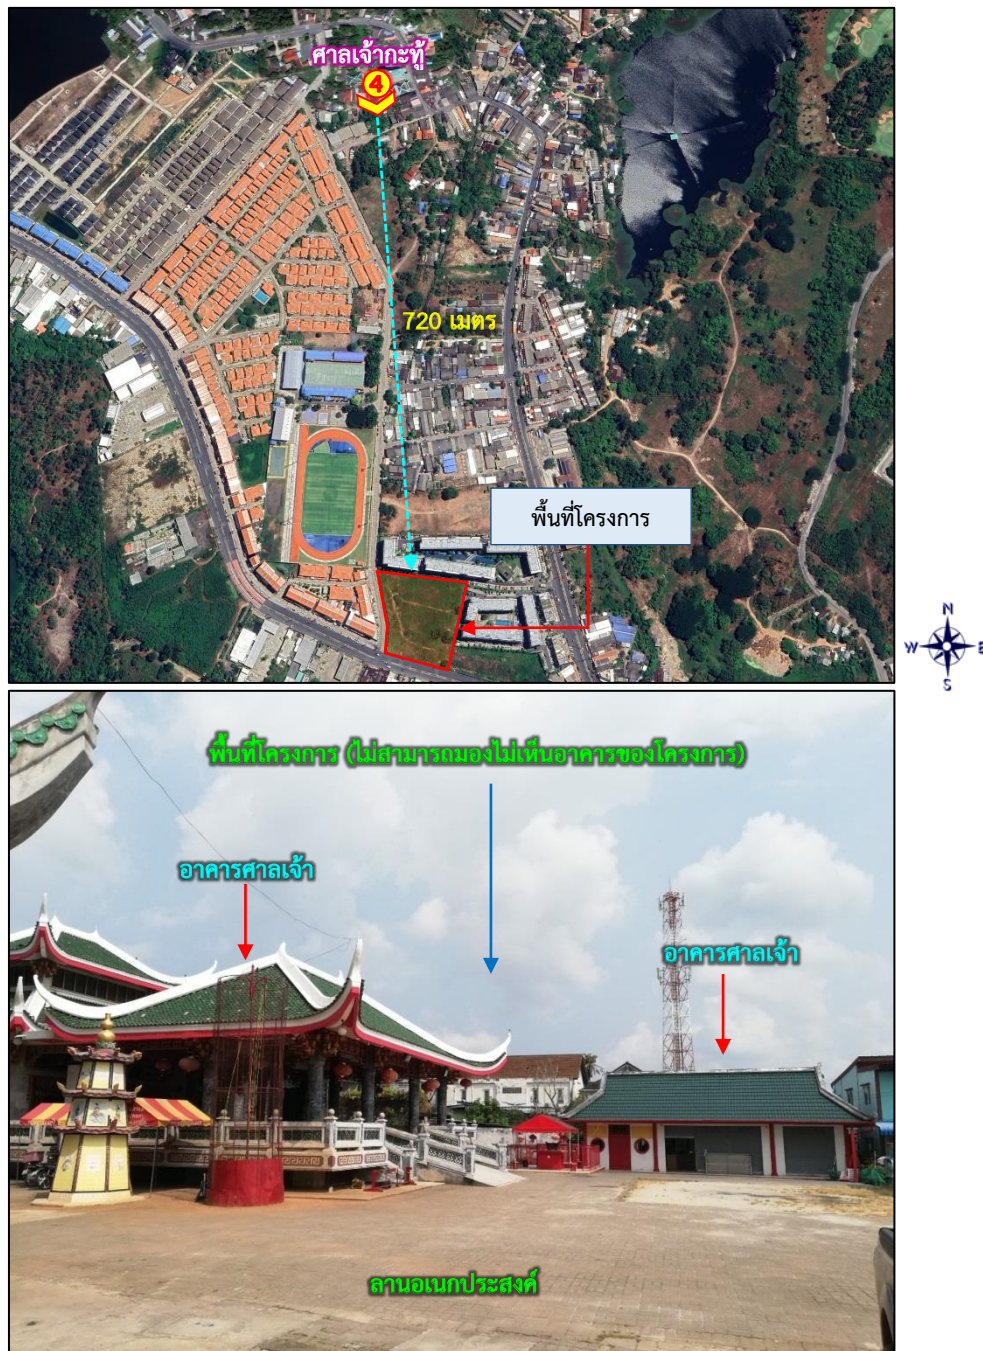 ศาลเจ้ากะทู้
4
720 เมตร
พื้นที่โครงการ
N
W E
S
พื้นที่โครงการ (ไม่สามารถมองไม่เห็นอาคารของโครงการ)
อาคารศาลเจ้า
อาคารศาลเจ้า
ลานอเนกประสงค์